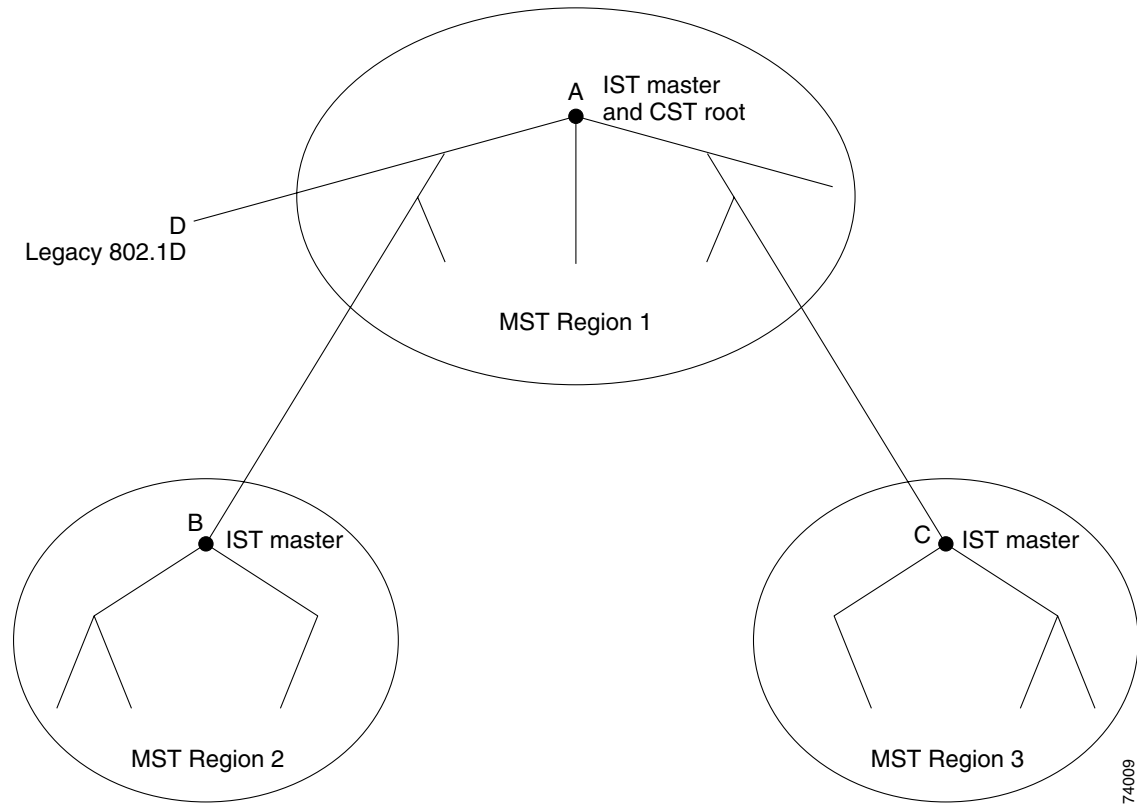 A
IST master
and CST root
D
Legacy 802.1D
MST Region 1
B
IST master
C
IST master
MST Region 2
MST Region 3
74009